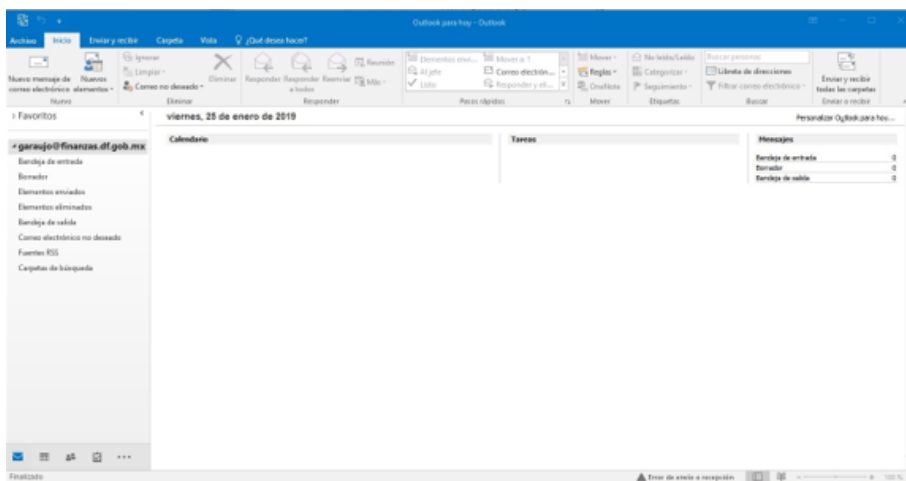 Outlook para hoy - Outlook
Archivo Inicio Enviar y recibir Carpeta Vista ¿Qué desea hacer?
Nuevo mensaje de correo electrónico
Nuevos elementos
Nuevo
Ignorar
Limpiar
Correo no deseado
Eliminar
Eliminar
Responder
Responder a todos
Reenviar
Reunión
Más
Responder
Elementos envi...
Al jefe
Listo
Mover a: ?
Correo electrón...
Responder y eli...
Pasos rápidos
Mover
Reglas
OneNote
Mover
No leído/Leído
Categorizar
Seguimiento
Etiquetas
Buscar personas
Libreta de direcciones
Filtrar correo electrónico
Buscar
Enviar y recibir todas las carpetas
Enviar o recibir
Favoritos
garaujo@finanzas.df.gob.mx
Bandeja de entrada
Borrador
Elementos enviados
Elementos eliminados
Bandeja de salida
Correo electrónico no deseado
Fuentes RSS
Carpetas de búsqueda
viernes, 25 de enero de 2019
Personalizar Outlook para hoy...
Calendario
Tareas
Mensajes
Bandeja de entrada 0
Borrador 0
Bandeja de salida 0
Finalizado
Error de envío o recepción
100 %